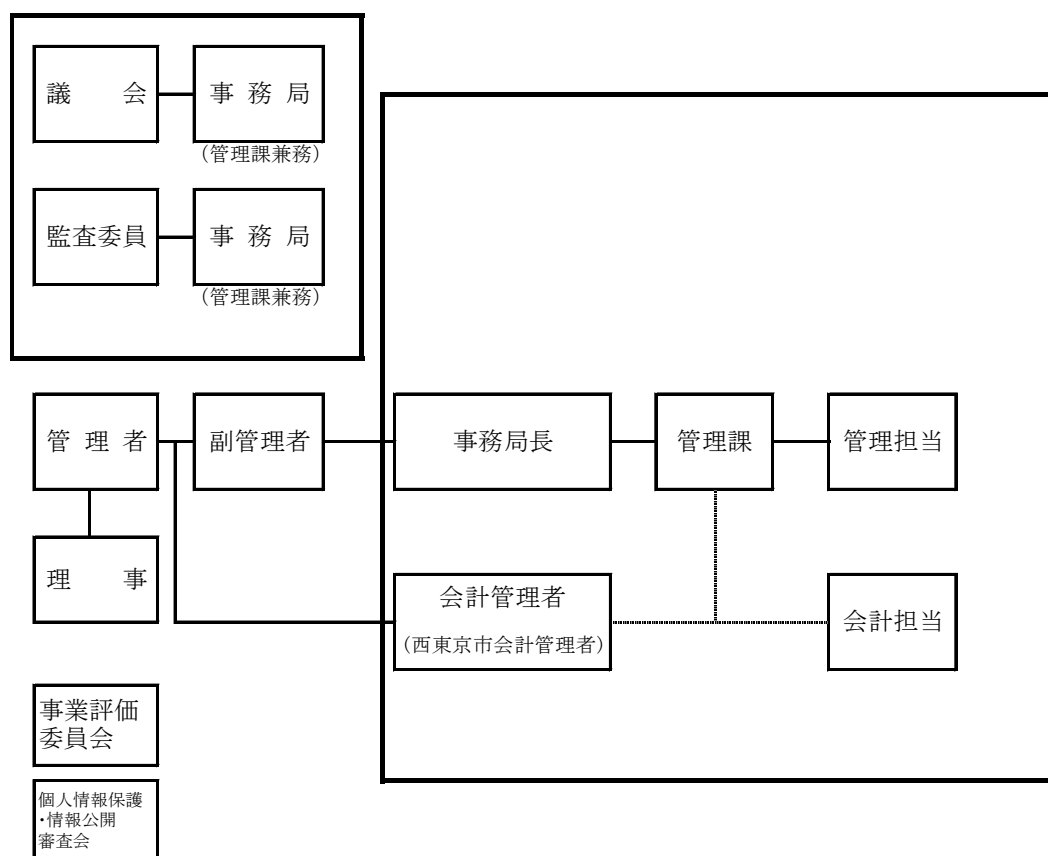 議　　会
事 務 局
（管理課兼務）
監査委員
事 務 局
（管理課兼務）
管 理 者
副管理者
事務局長
管理課
管理担当
理　　事
会計管理者
（西東京市会計管理者）
会計担当
事業評価
委員会
個人情報保護
・情報公開
審査会